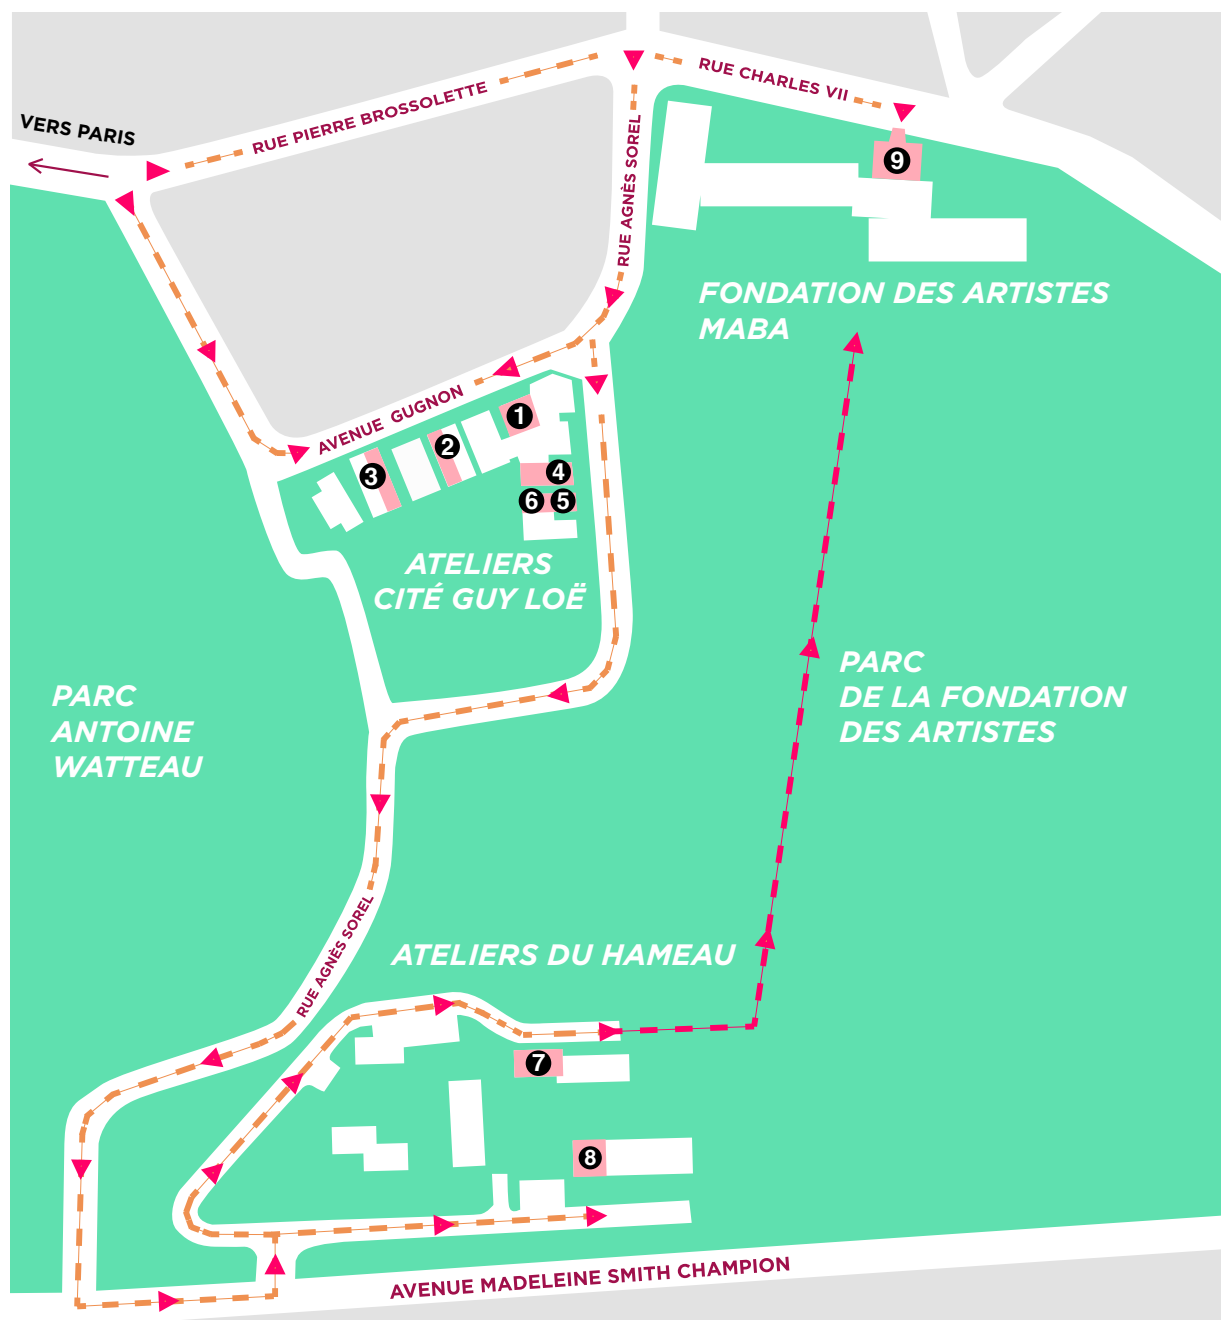 RUE CHARLES VII
RUE PIERRE BROSSOLETTE
VERS PARIS
9
RUE AGNÈS SOREL
FONDATION DES ARTISTES
MABA
AVENUE GUGNON
1
2
3
4
6
5
ATELIERS
CITÉ GUY LOË
PARC
DE LA FONDATION
DES ARTISTES
PARC
ANTOINE
WATTEAU
RUE AGNÈS SOREL
ATELIERS DU HAMEAU
7
8
AVENUE MADELEINE SMITH CHAMPION